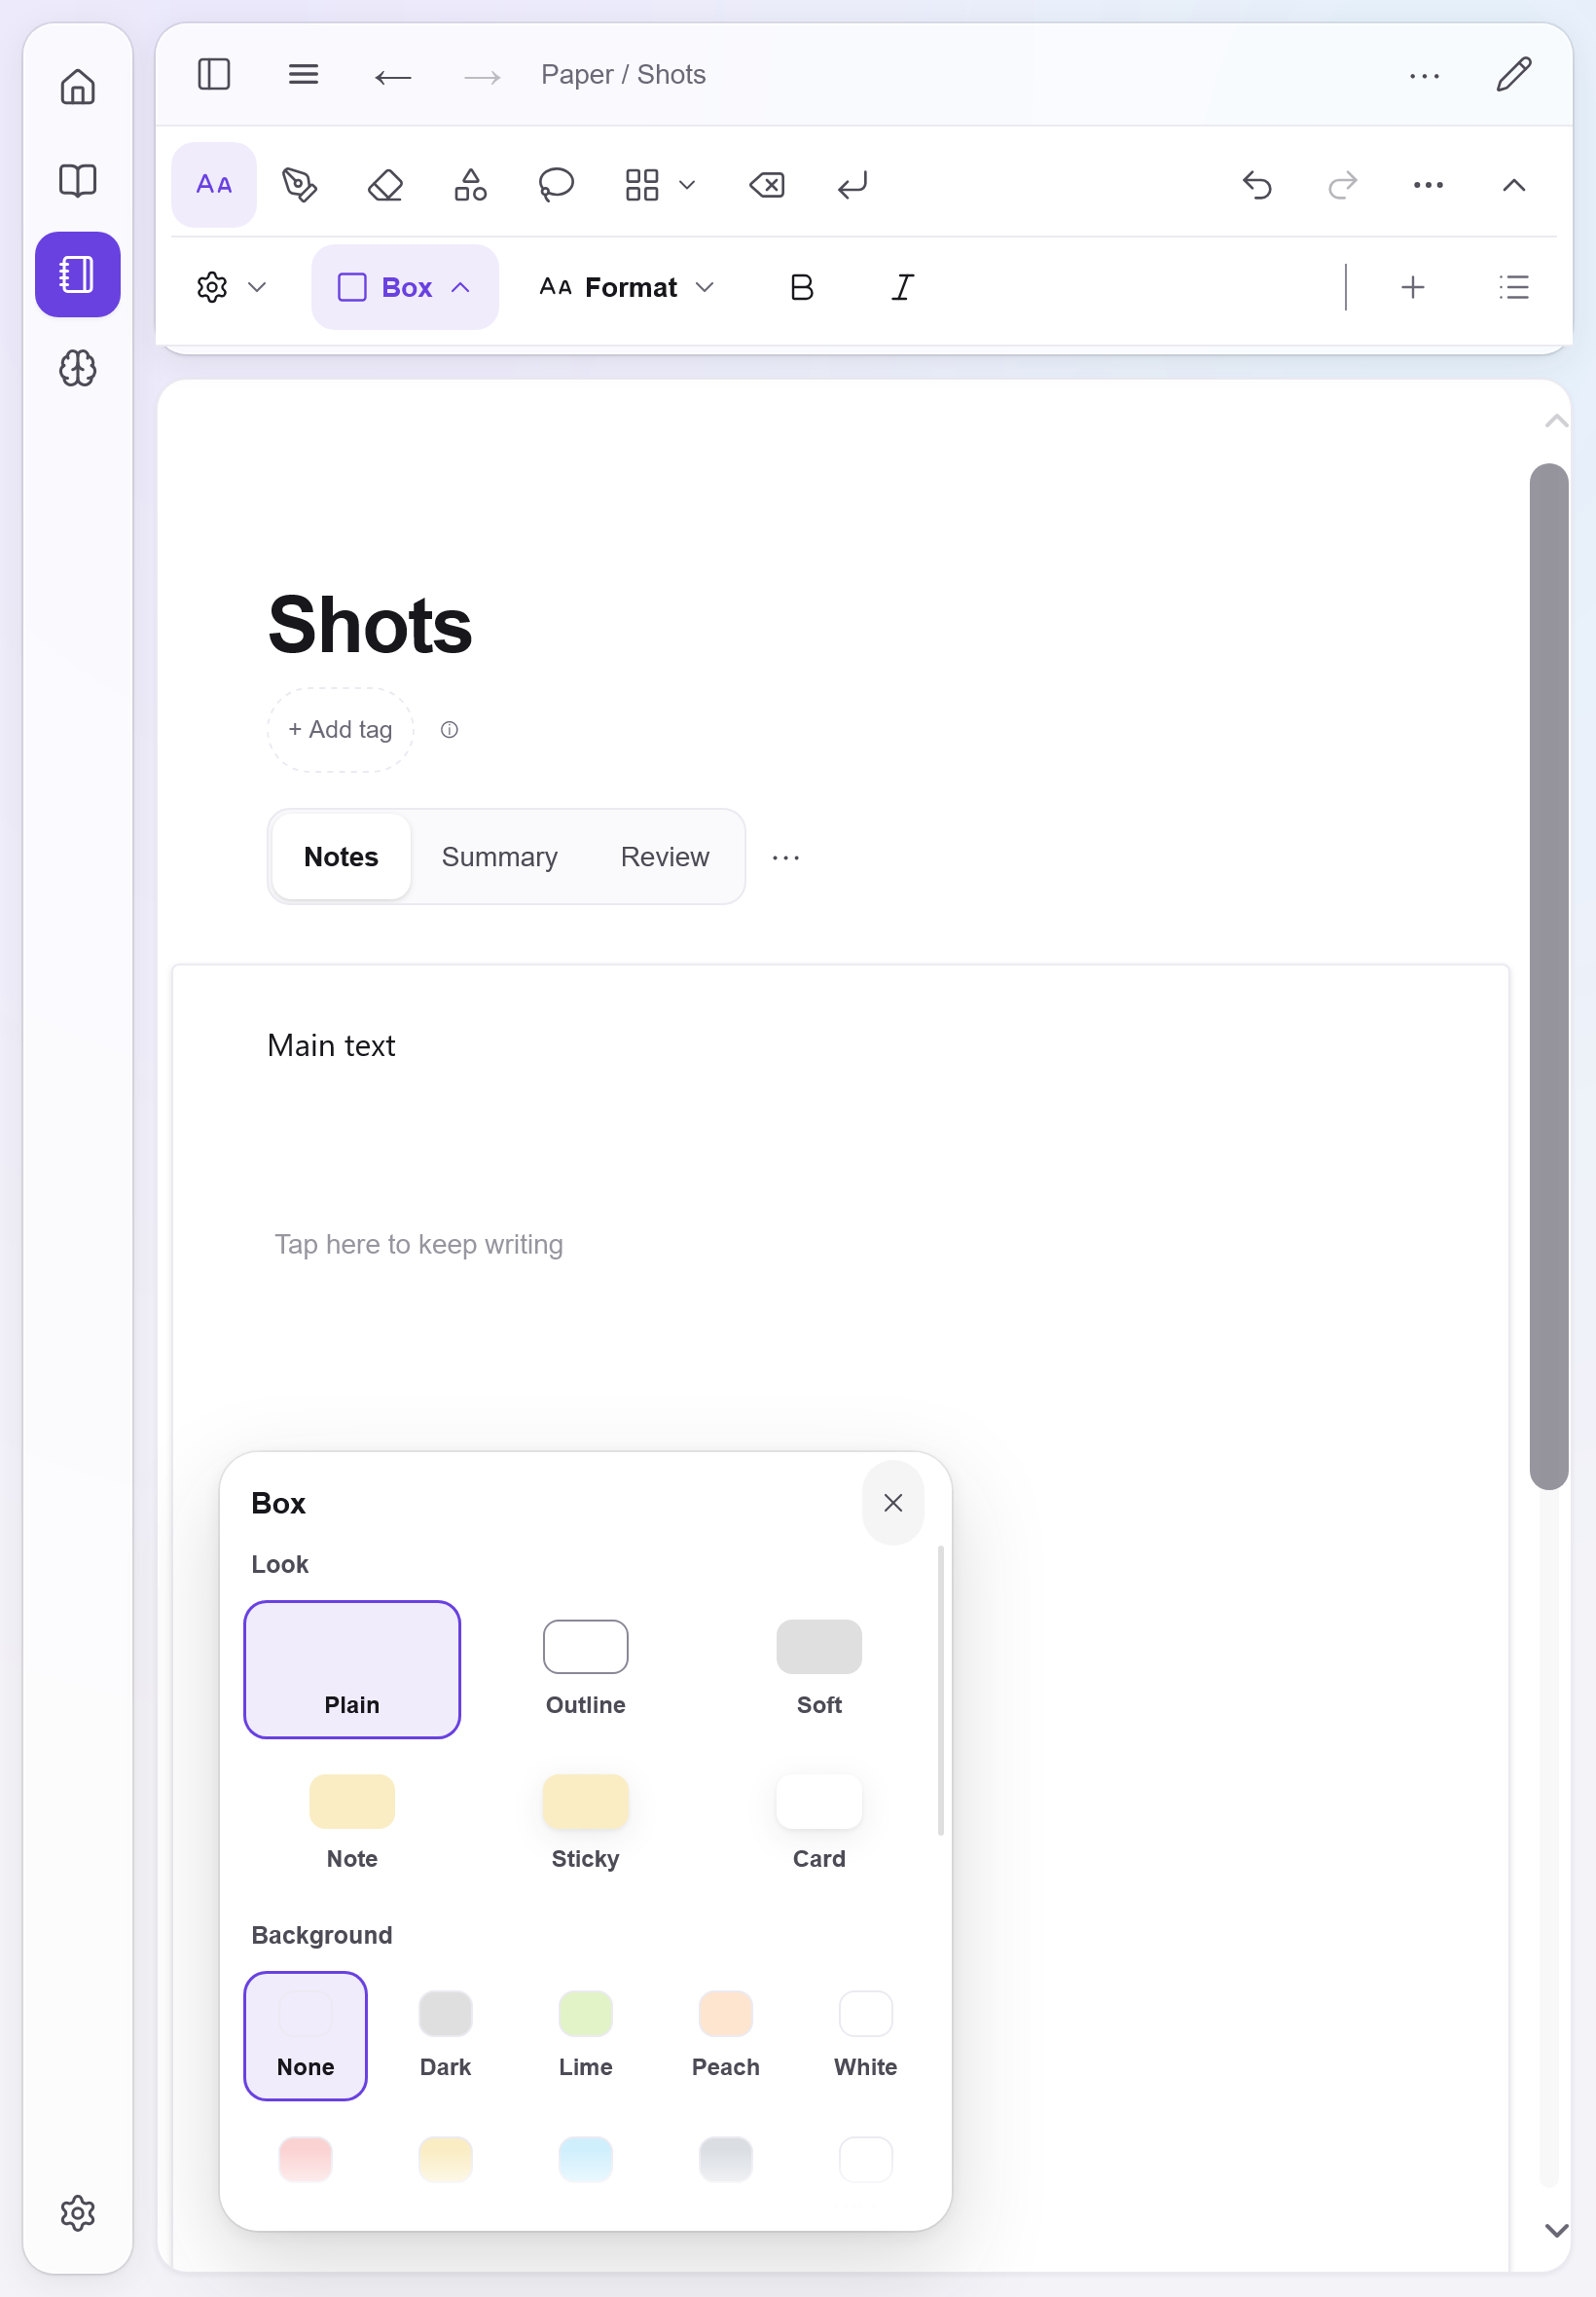 Paper / Shots
Aa
Box
Aa Format
B I
Shots
+ Add tag
Notes Summary Review
Main text
Tap here to keep writing
Box
Look
Plain Outline Soft
Note Sticky Card
Background
None Dark Lime Peach White